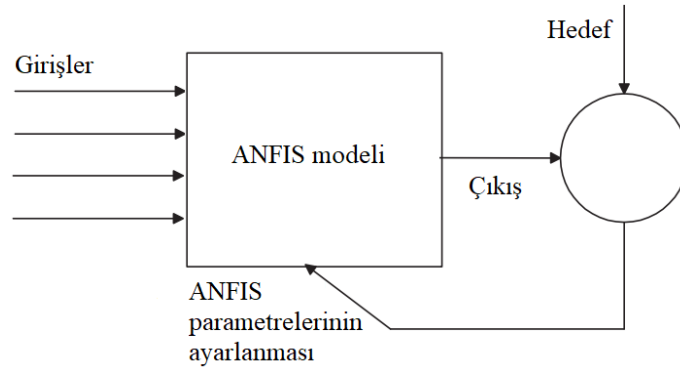 Hedef
Girişler
ANFIS modeli
Çıkış
ANFIS
parametrelerinin
ayarlanması